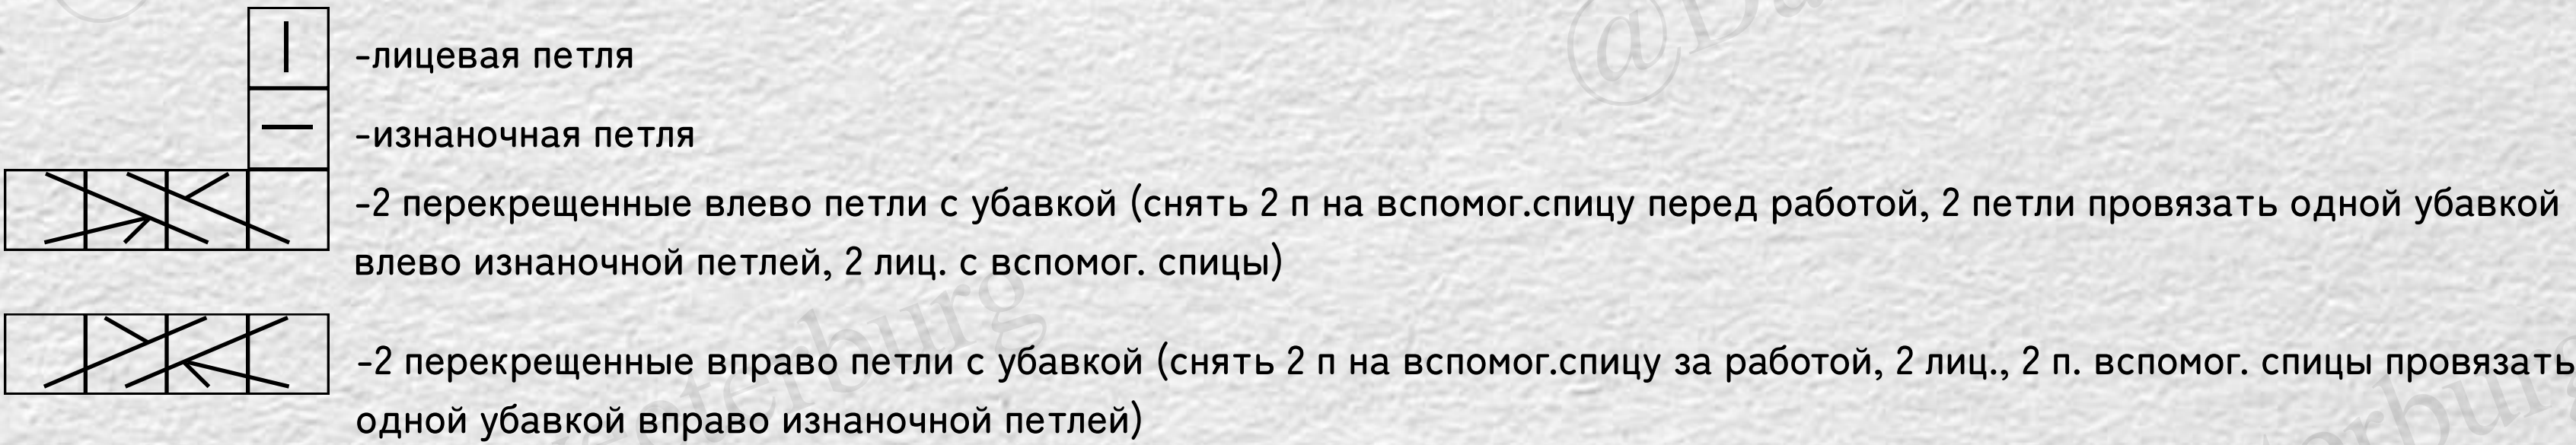 -лицевая петля
-изнаночная петля
-2 перекрещенные влево петли с убавкой (снять 2 п на вспомог.спицу перед работой, 2 петли провязать одной убавкой
влево изнаночной петлей, 2 лиц. с вспомог. спицы)
-2 перекрещенные вправо петли с убавкой (снять 2 п на вспомог.спицу за работой, 2 лиц., 2 п. вспомог. спицы провязать
одной убавкой вправо изнаночной петлей)